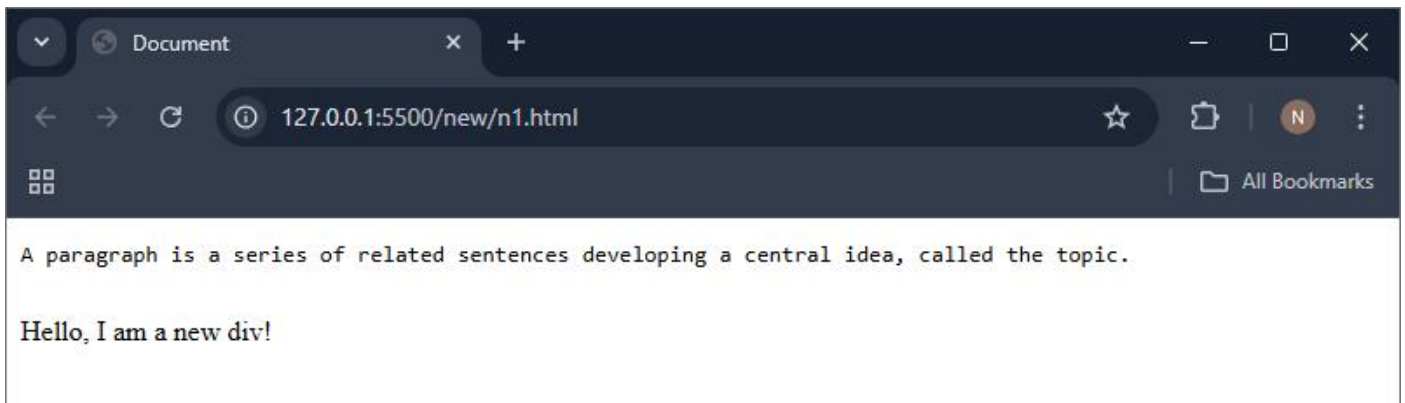 Document
127.0.0.1:5500/new/n1.html
N
All Bookmarks
A paragraph is a series of related sentences developing a central idea, called the topic.
Hello, I am a new div!